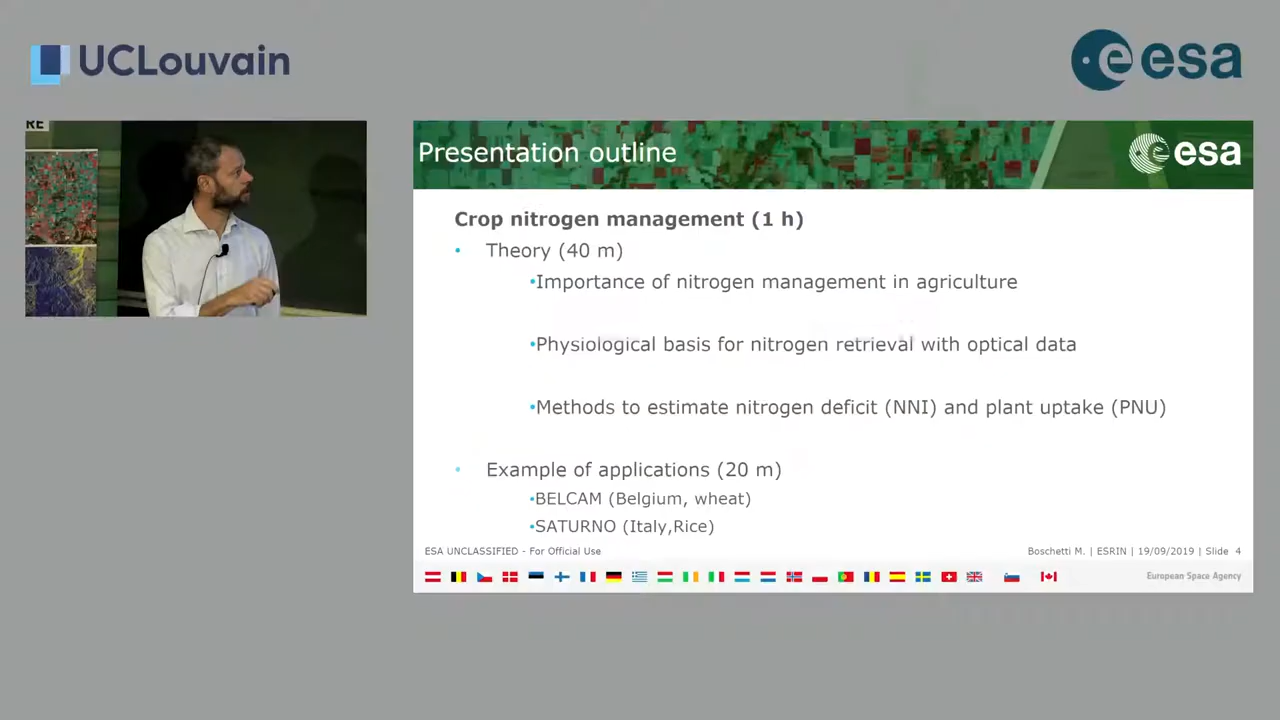 UCLouvain
esa
RE
Presentation outline
esa
Crop nitrogen management (1 h)
• Theory (40 m)
•Importance of nitrogen management in agriculture
•Physiological basis for nitrogen retrieval with optical data
•Methods to estimate nitrogen deficit (NNI) and plant uptake (PNU)
• Example of applications (20 m)
•BELCAM (Belgium, wheat)
•SATURNO (Italy,Rice)
ESA UNCLASSIFIED - For Official Use
Boschetti M. | ESRIN | 19/09/2019 | Slide 4
European Space Agency